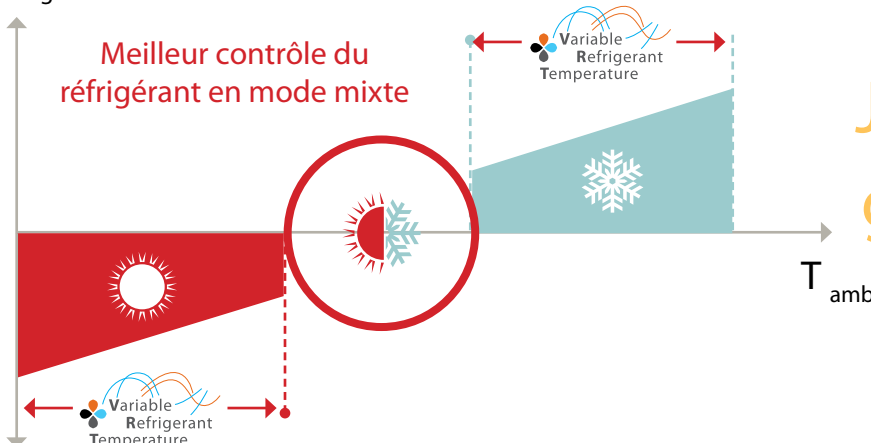 Meilleur contrôle du
réfrigérant en mode mixte
Variable
Refrigerant
Temperature
T amb
Variable
Refrigerant
Temperature